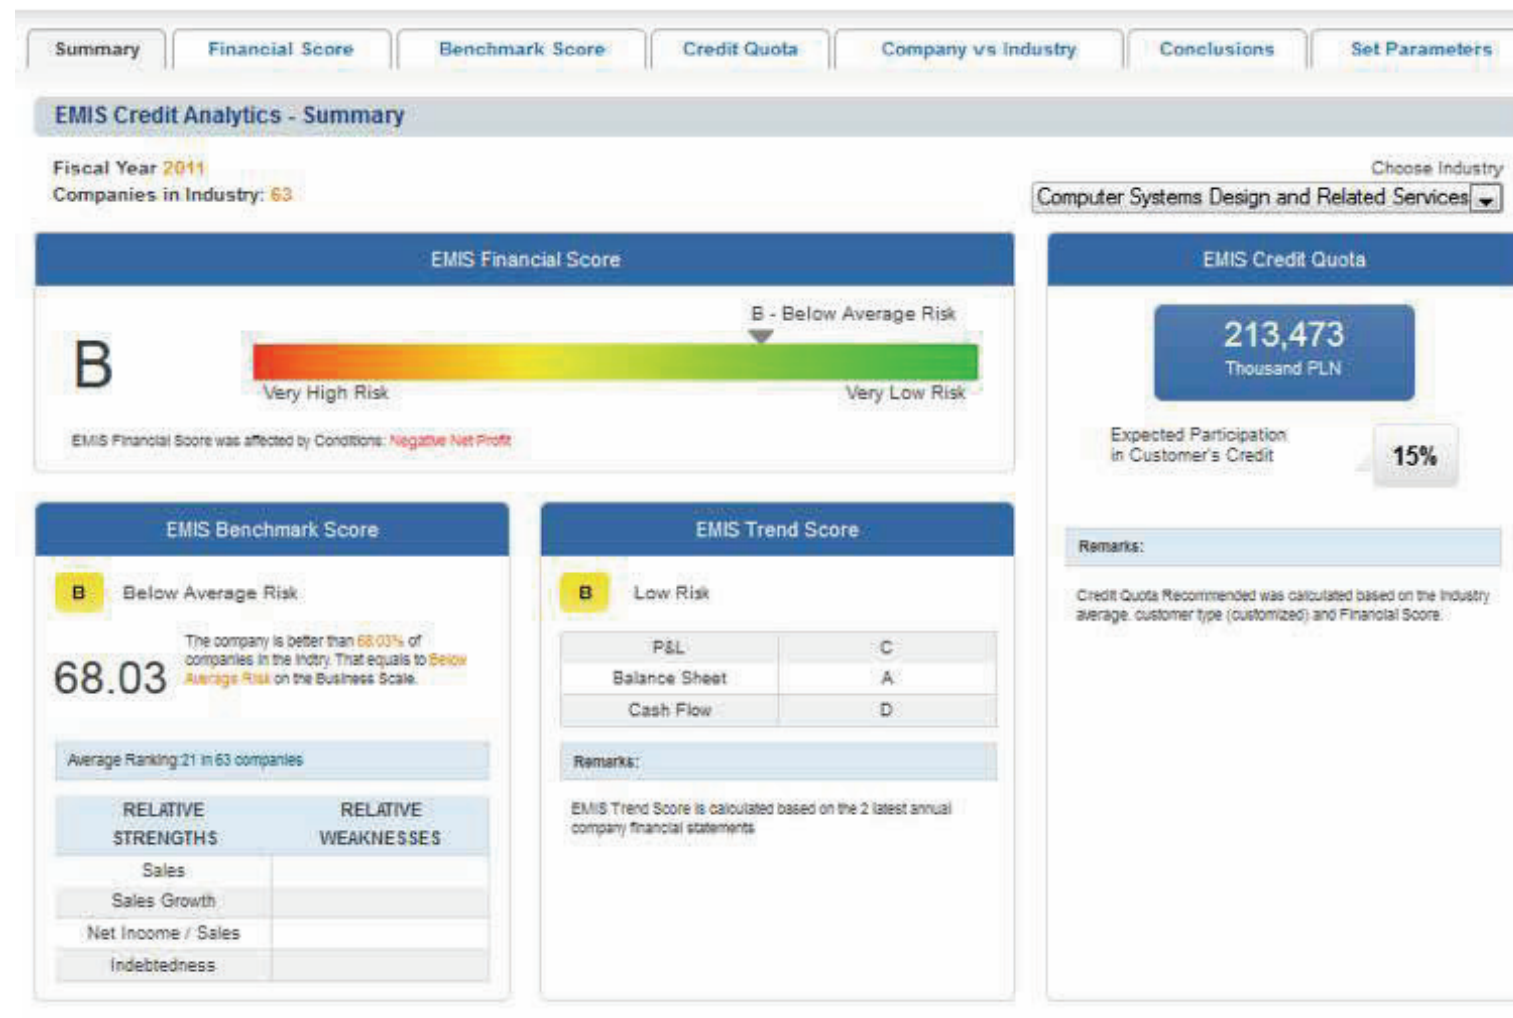 Summary
Financial Score
Benchmark Score
Credit Quota
Company vs Industry
Conclusions
Set Parameters
EMIS Credit Analytics - Summary
Fiscal Year 2011
Companies in Industry: 63
Choose Industry
Computer Systems Design and Related Services
EMIS Financial Score
B - Below Average Risk
B
Very High Risk
Very Low Risk
EMIS Financial Score was affected by Conditions: Negative Net Profit
EMIS Credit Quota
213,473
Thousand PLN
Expected Participation
in Customer's Credit
15%
Remarks:
Credit Quota Recommended was calculated based on the Industry
average, customer type (customized) and Financial Score.
EMIS Benchmark Score
B
Below Average Risk
68.03
The company is better than 68.03% of
companies in the Indtry. That equals to Below
Average Risk on the Business Scale.
Average Ranking:21 in 63 companies
RELATIVE
STRENGTHS
RELATIVE
WEAKNESSES
Sales
Sales Growth
Net Income / Sales
Indebtedness
EMIS Trend Score
B
Low Risk
P&L C
Balance Sheet A
Cash Flow D
Remarks:
EMIS Trend Score is calculated based on the 2 latest annual
company financial statements